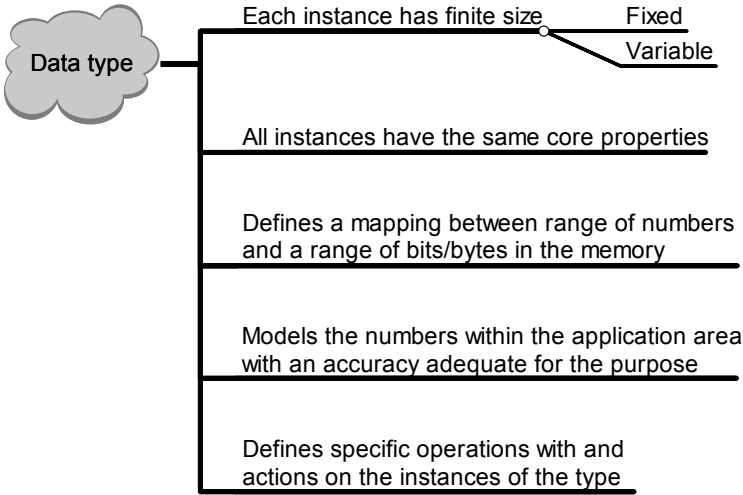 Data type
Each instance has finite size
Fixed
Variable
All instances have the same core properties
Defines a mapping between range of numbers
and a range of bits/bytes in the memory
Models the numbers within the application area
with an accuracy adequate for the purpose
Defines specific operations with and
actions on the instances of the type